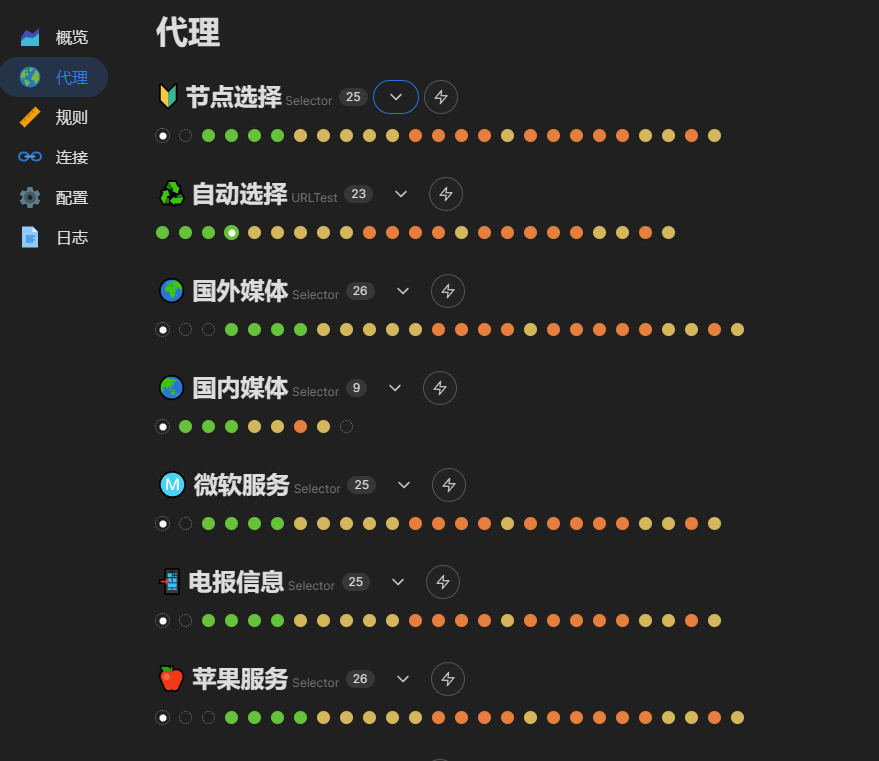 代理
概览
代理
规则
连接
配置
日志
节点选择 Selector 25
自动选择 URLTest 23
国外媒体 Selector 26
国内媒体 Selector 9
M 微软服务 Selector 25
电报信息 Selector 25
苹果服务 Selector 26